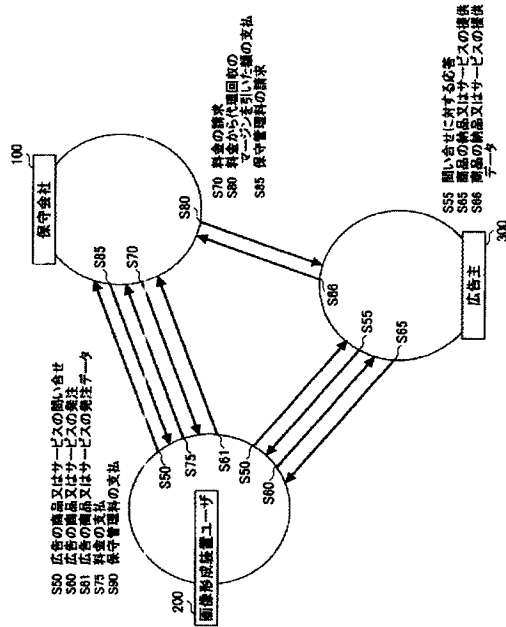 S50 広告の商品又はサービスの問い合せ
S60 広告の商品又はサービスの発注
S61 広告の商品又はサービスの発注データ
S75 料金の支払
S90 保守管理料の支払
200
画像形成装置ユーザ
S50
S75
S61
S50
S60
100
保守会社
S85
S70
S80
S70 料金の請求
S80 料金から代理回収の
マージンを引いた額の支払
S85 保守管理料の請求
S66
S55
S65
300
広告主
S55 問い合せに対する応答
S65 商品の納品又はサービスの提供
S66 商品の納品又はサービスの提供
データ